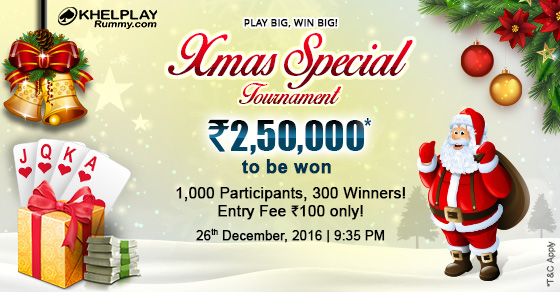 KHELPLAY
Rummy.com
PLAY BIG, WIN BIG!
Xmas Special
Tournament
₹2,50,000*
to be won
1,000 Participants, 300 Winners!
Entry Fee ₹100 only!
26th December, 2016 | 9:35 PM
J Q K A
*T&C Apply